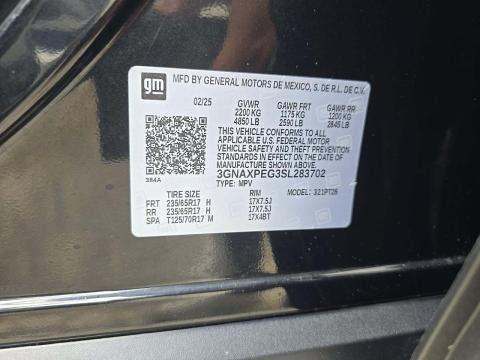 gm
MFD BY GENERAL MOTORS DE MEXICO, S. DE R.L. DE C.V.
02/25 GVWR GAWR FRT GAWR RR
2200 KG 1175 KG 1200 KG
4850 LB 2590 LB 2645 LB
THIS VEHICLE CONFORMS TO ALL
APPLICABLE U.S. FEDERAL MOTOR
VEHICLE SAFETY AND THEFT PREVENTION
STANDARDS IN EFFECT ON THE DATE OF
MANUFACTURE SHOWN ABOVE.
3GNAXPEG3SL283702
TYPE: MPV
384A
MODEL: 321PT26
TIRE SIZE RIM
FRT 235/65R17 H 17X7.5J
RR 235/65R17 H 17X7.5J
SPA T125/70R17 M 17X4BT